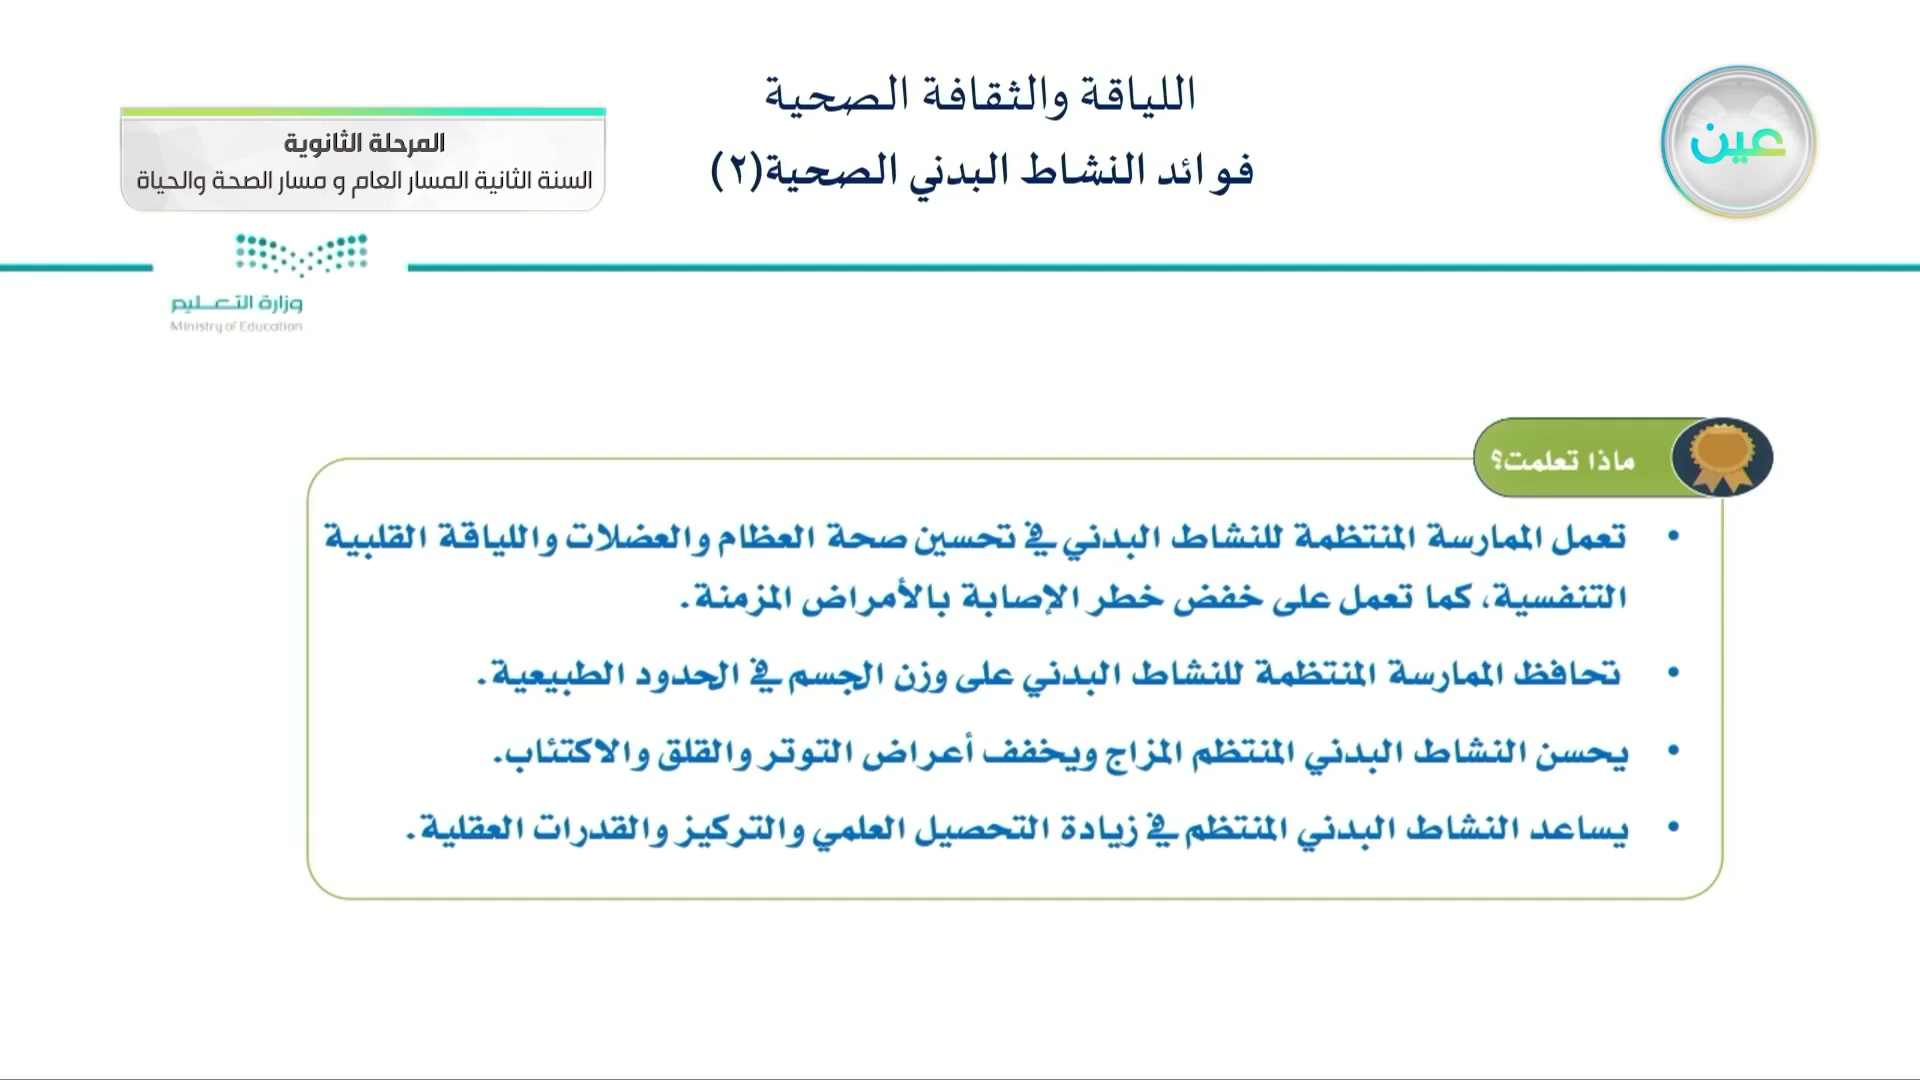 اللياقة والثقافة الصحية
فوائد النشاط البدني الصحية(٢)
عين
المرحلة الثانوية
السنة الثانية المسار العام و مسار الصحة والحياة
وزارة التعليم
Ministry of Education
ماذا تعلمت؟
• تعمل الممارسة المنتظمة للنشاط البدني في تحسين صحة العظام والعضلات واللياقة القلبية
التنفسية، كما تعمل على خفض خطر الإصابة بالأمراض المزمنة.
• تحافظ الممارسة المنتظمة للنشاط البدني على وزن الجسم في الحدود الطبيعية.
• يحسن النشاط البدني المنتظم المزاج ويخفف أعراض التوتر والقلق والاكتئاب.
• يساعد النشاط البدني المنتظم في زيادة التحصيل العلمي والتركيز والقدرات العقلية.